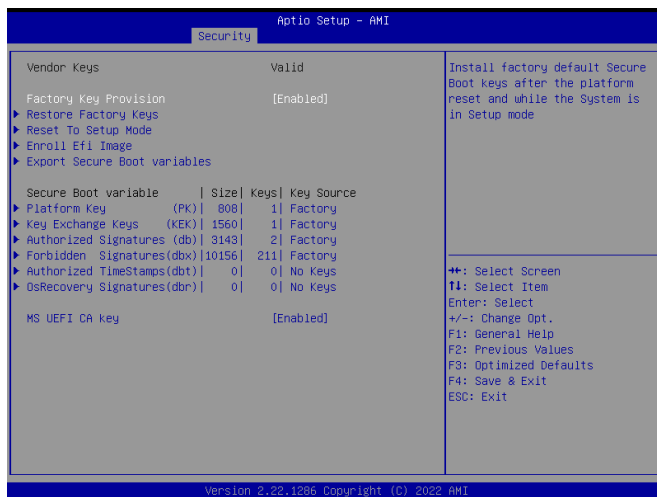 Aptio Setup - AMI
Security
Vendor Keys Valid
Factory Key Provision [Enabled]
Restore Factory Keys
Reset To Setup Mode
Enroll Efi Image
Export Secure Boot variables
Secure Boot variable | Size| Keys| Key Source
Platform Key (PK)| 808| 1| Factory
Key Exchange Keys (KEK)| 1560| 1| Factory
Authorized Signatures (db)| 3143| 2| Factory
Forbidden Signatures(dbx)|10156| 211| Factory
Authorized TimeStamps(dbt)| 0| 0| No Keys
OsRecovery Signatures(dbr)| 0| 0| No Keys
MS UEFI CA key [Enabled]
Install factory default Secure
Boot keys after the platform
reset and while the System is
in Setup mode
→←: Select Screen
↑↓: Select Item
Enter: Select
+/-: Change Opt.
F1: General Help
F2: Previous Values
F3: Optimized Defaults
F4: Save & Exit
ESC: Exit
Version 2.22.1286 Copyright (C) 2022 AMI